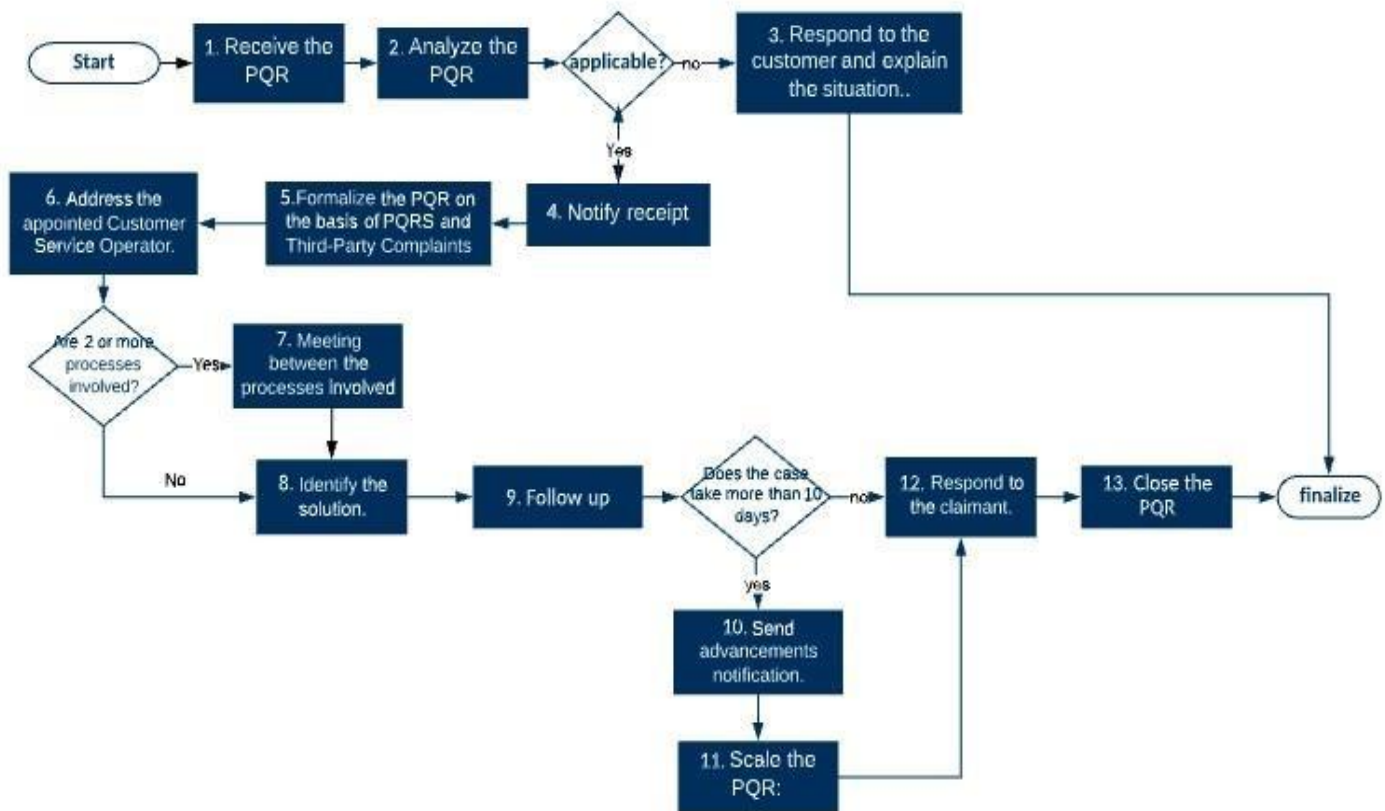 Start
1. Receive the
PQR
2. Analyze the
PQR
applicable?
no
3. Respond to the
customer and explain
the situation..
Yes
4. Notify receipt
5.Formalize the PQR on
the basis of PQRS and
Third-Party Complaints
6. Address the
appointed Customer
Service Operator.
Are 2 or more
processes
involved?
Yes
7. Meeting
between the
processes involved
No
8. Identify the
solution.
9. Follow up
Does the case
take more than 10
days?
no
12. Respond to
the claimant.
13. Close the
PQR
finalize
yes
10. Send
advancements
notification.
11. Scale the
PQR: